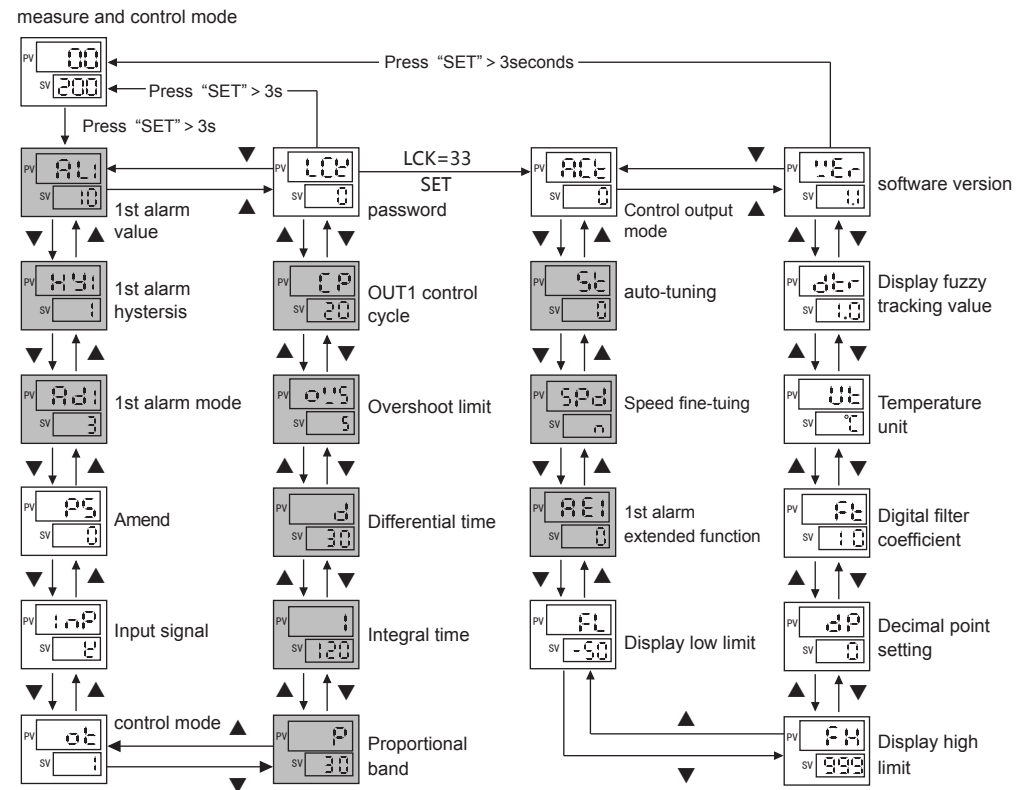 measure and control mode
PV 00
SV 200
Press "SET" > 3seconds
Press "SET" > 3s
Press "SET" > 3s
PV AL1
SV 10
1st alarm
value
▼
▲
PV LCK
SV 0
password
LCK=33
SET
PV ACt
SV 0
Control output
mode
▼
▲
PV VEr
SV 1.1
software version
▼ ▲
▲ ▼
▼ ▲
▲ ▼
PV HY1
SV 1
1st alarm
hystersis
PV CP
SV 20
OUT1 control
cycle
PV St
SV 0
auto-tuning
PV dtr
SV 1.0
Display fuzzy
tracking value
▼ ▲
▲ ▼
▼ ▲
▲ ▼
PV Ad1
SV 3
1st alarm mode
PV ovS
SV 5
Overshoot limit
PV SPd
SV n
Speed fine-tuing
PV Ut
SV °C
Temperature
unit
▼ ▲
▲ ▼
▼ ▲
▲ ▼
PV PS
SV 0
Amend
PV d
SV 30
Differential time
PV AE1
SV 0
1st alarm
extended function
PV Ft
SV 10
Digital filter
coefficient
▼ ▲
▲ ▼
▼ ▲
▲ ▼
PV inP
SV K
Input signal
PV I
SV 120
Integral time
PV FL
SV -50
Display low limit
PV dP
SV 0
Decimal point
setting
▼ ▲
▲ ▼
▲ ▼
PV ot
SV 1
control mode
▲
▼
PV P
SV 30
Proportional
band
▲
▼
PV FH
SV 999
Display high
limit